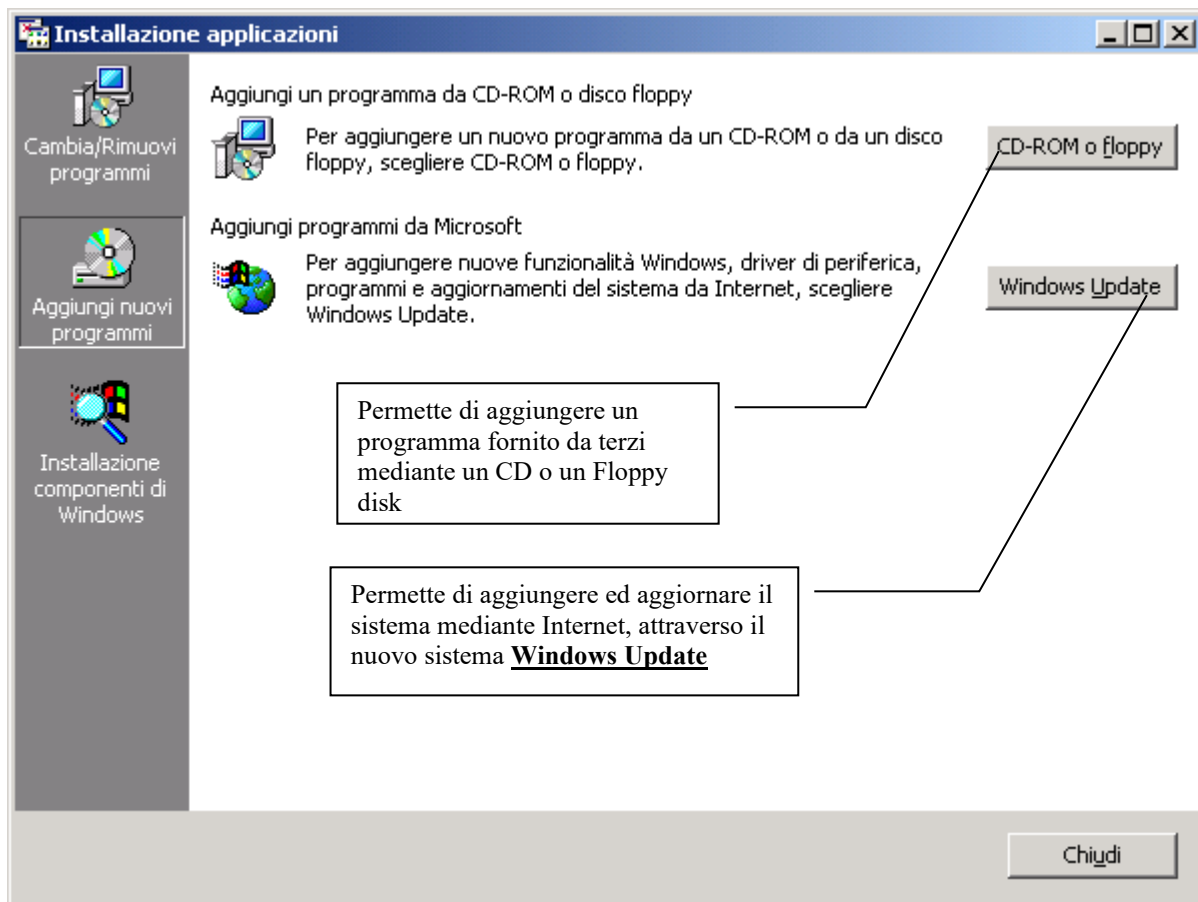 Installazione applicazioni
Cambia/Rimuovi
programmi
Aggiungi nuovi
programmi
Installazione
componenti di
Windows
Aggiungi un programma da CD-ROM o disco floppy
Per aggiungere un nuovo programma da un CD-ROM o da un disco
floppy, scegliere CD-ROM o floppy.
CD-ROM o floppy
Aggiungi programmi da Microsoft
Per aggiungere nuove funzionalità Windows, driver di periferica,
programmi e aggiornamenti del sistema da Internet, scegliere
Windows Update.
Windows Update
Permette di aggiungere un
programma fornito da terzi
mediante un CD o un Floppy
disk
Permette di aggiungere ed aggiornare il
sistema mediante Internet, attraverso il
nuovo sistema Windows Update
Chiudi